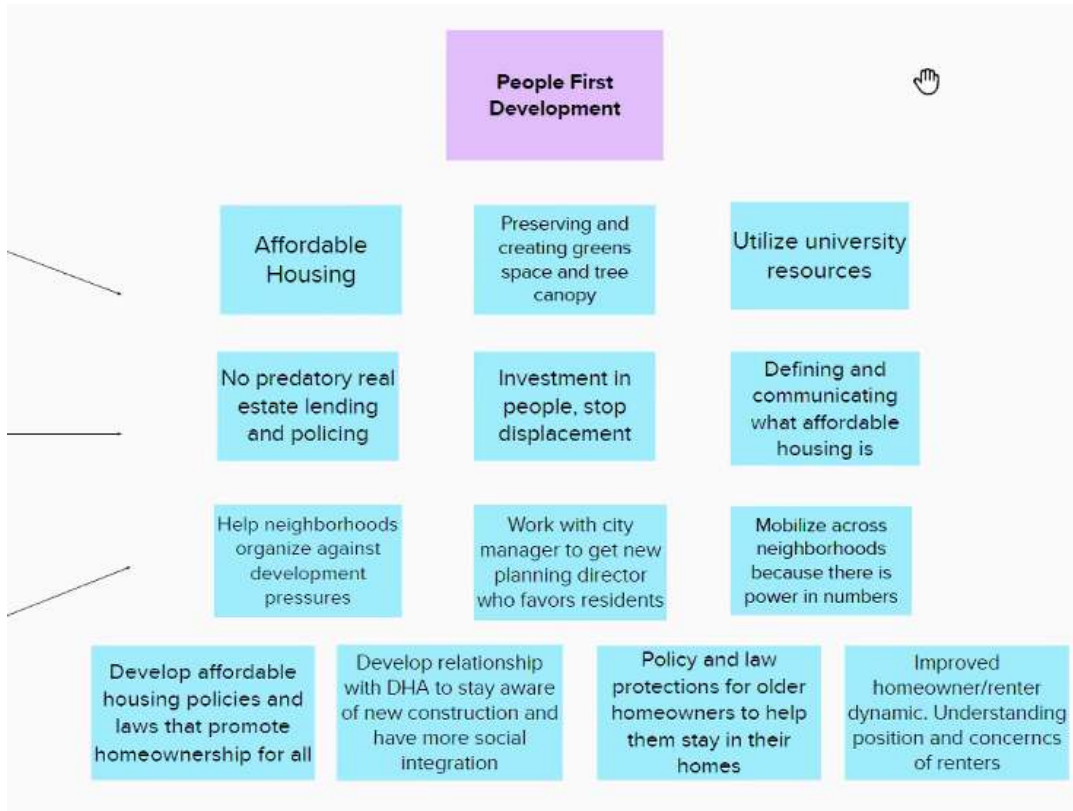 People First
Development
Affordable
Housing
Preserving and
creating greens
space and tree
canopy
Utilize university
resources
No predatory real
estate lending
and policing
Investment in
people, stop
displacement
Defining and
communicating
what affordable
housing is
Help neighborhoods
organize against
development
pressures
Work with city
manager to get new
planning director
who favors residents
Mobilize across
neighborhoods
because there is
power in numbers
Develop affordable
housing policies and
laws that promote
homeownership for all
Develop relationship
with DHA to stay aware
of new construction and
have more social
integration
Policy and law
protections for older
homeowners to help
them stay in their
homes
Improved
homeowner/renter
dynamic. Understanding
position and concerncs
of renters